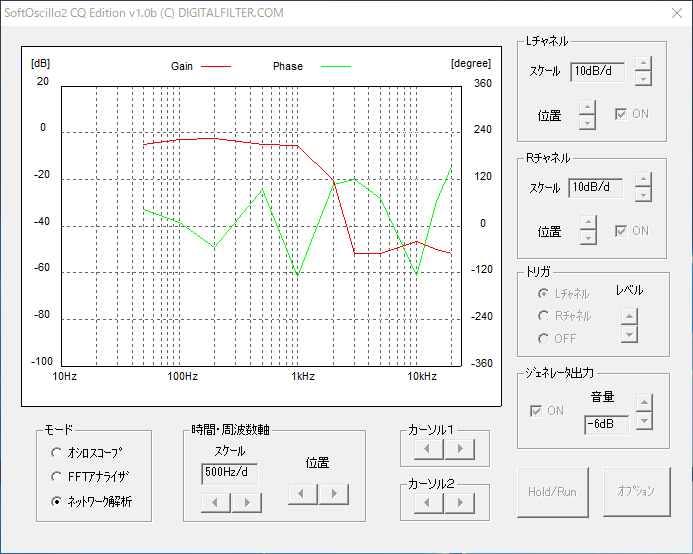 SoftOscillo2 CQ Edition v1.0b (C) DIGITALFILTER.COM
[dB] Gain Phase [degree]
20 360
0 240
-20 120
-40 0
-60 -120
-80 -240
-100 -360
10Hz 100Hz 1kHz 10kHz
Lﾁｬﾈﾙ
ｽｹｰﾙ 10dB/d
位置 ON
Rﾁｬﾈﾙ
ｽｹｰﾙ 10dB/d
位置 ON
ﾄﾘｶﾞ
Lﾁｬﾈﾙ ﾚﾍﾞﾙ
Rﾁｬﾈﾙ
OFF
ｼﾞｪﾈﾚｰﾀ出力
音量
ON
-6dB
ﾓｰﾄﾞ
ｵｼﾛｽｺｰﾌﾟ
FFTｱﾅﾗｲｻﾞ
ﾈｯﾄﾜｰｸ解析
時間・周波数軸
ｽｹｰﾙ
位置
500Hz/d
ｶｰｿﾙ1
ｶｰｿﾙ2
Hold/Run
ｵﾌﾟｼｮﾝ